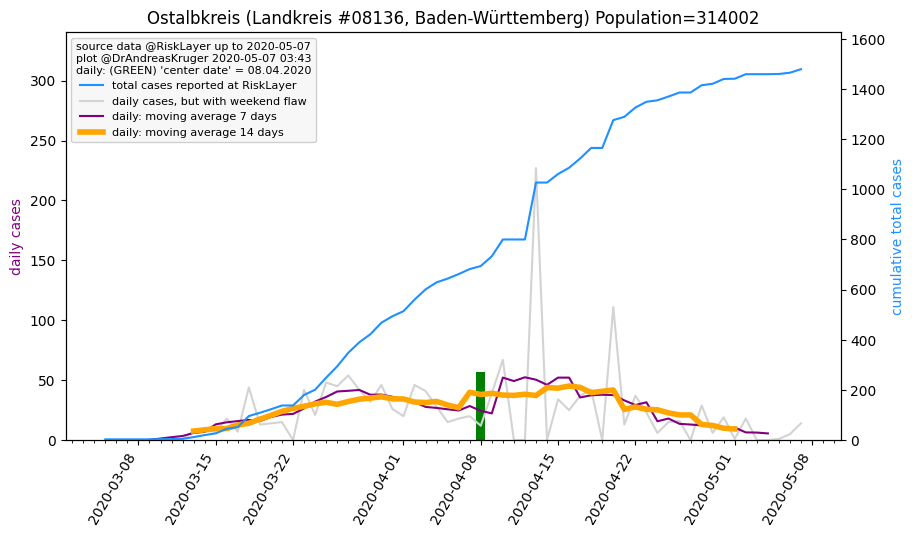 Ostalbkreis (Landkreis #08136, Baden-Württemberg) Population=314002
source data @RiskLayer up to 2020-05-07
plot @DrAndreasKruger 2020-05-07 03:43
daily: (GREEN) 'center date' = 08.04.2020
total cases reported at RiskLayer
daily cases, but with weekend flaw
daily: moving average 7 days
daily: moving average 14 days
daily cases
300
250
200
150
100
50
0
cumulative total cases
1600
1400
1200
1000
800
600
400
200
0
2020-03-08
2020-03-15
2020-03-22
2020-04-01
2020-04-08
2020-04-15
2020-04-22
2020-05-01
2020-05-08